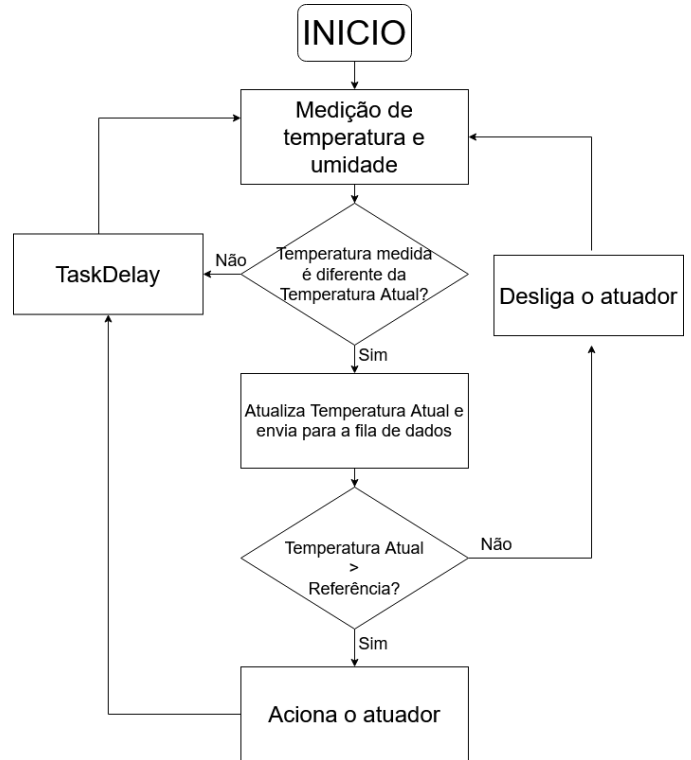 INICIO
Medição de
temperatura e
umidade
Temperatura medida
é diferente da
Temperatura Atual?
Não
TaskDelay
Desliga o atuador
Sim
Atualiza Temperatura Atual e
envia para a fila de dados
Temperatura Atual
>
Referência?
Não
Sim
Aciona o atuador